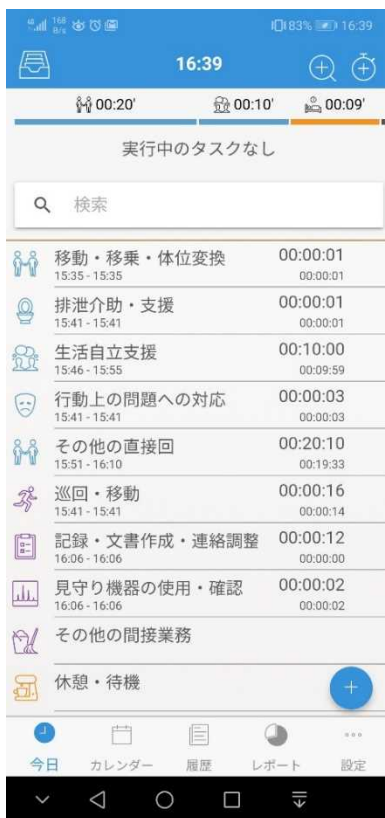 4G 168 B/s 83% 16:39
16:39
00:20' 00:10' 00:09'
実行中のタスクなし
検索
移動・移乗・体位変換 00:00:01
15:35 - 15:35 00:00:01
排泄介助・支援 00:00:01
15:41 - 15:41 00:00:01
生活自立支援 00:10:00
15:46 - 15:55 00:09:59
行動上の問題への対応 00:00:03
15:41 - 15:41 00:00:03
その他の直接回 00:20:10
15:51 - 16:10 00:19:33
巡回・移動 00:00:16
15:41 - 15:41 00:00:14
記録・文書作成・連絡調整 00:00:12
16:06 - 16:06 00:00:00
見守り機器の使用・確認 00:00:02
16:06 - 16:06 00:00:02
その他の間接業務
休憩・待機
今日 カレンダー 履歴 レポート 設定